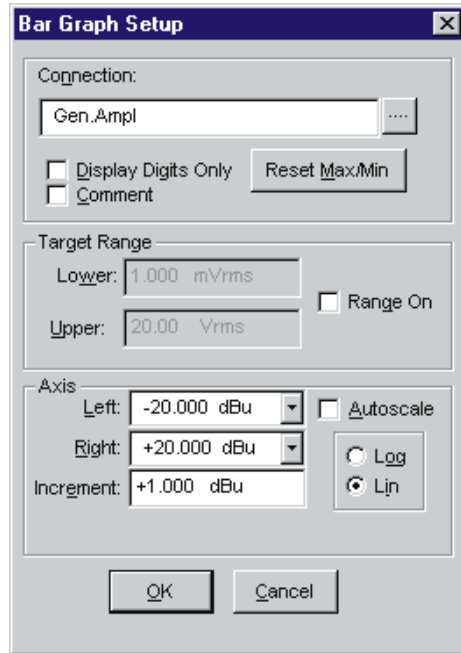 Bar Graph Setup
Connection:
Gen.Ampl
....
Display Digits Only
Reset Max/Min
Comment
Target Range
Lower: 1.000 mVrms
Range On
Upper: 20.00 Vrms
Axis
Left: -20.000 dBu
Autoscale
Right: +20.000 dBu
Log
Increment: +1.000 dBu
Lin
OK
Cancel